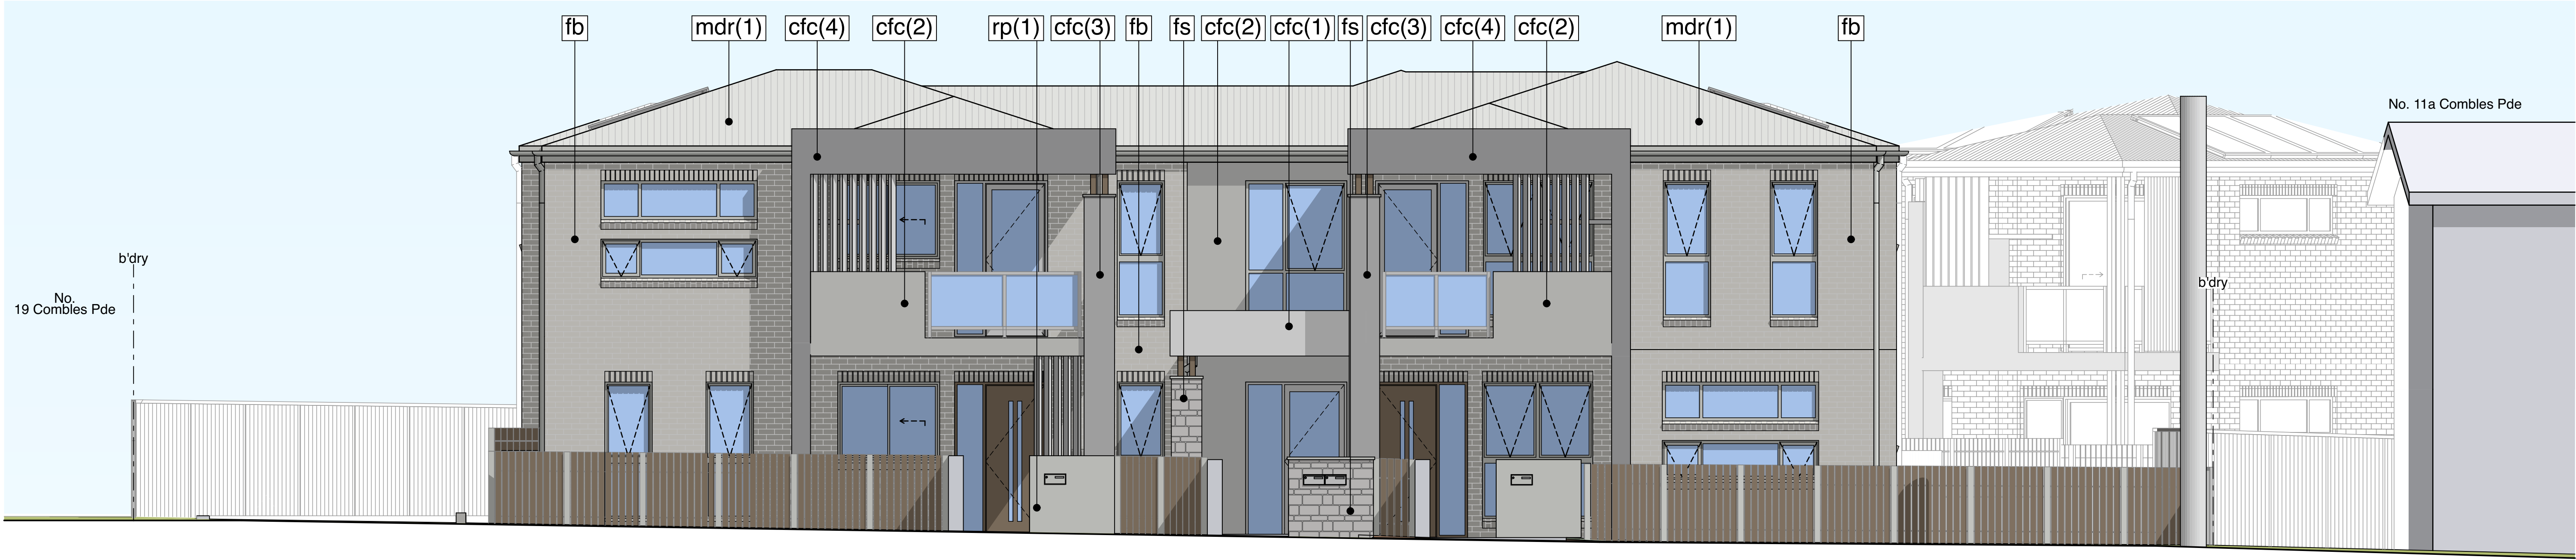 fb
mdr(1)
cfc(4)
cfc(2)
rp(1)
cfc(3)
fb
fs
cfc(2)
cfc(1)
fs
cfc(3)
cfc(4)
cfc(2)
mdr(1)
fb
No. 11a Combles Pde
b'dry
b'dry
No.
19 Combles Pde